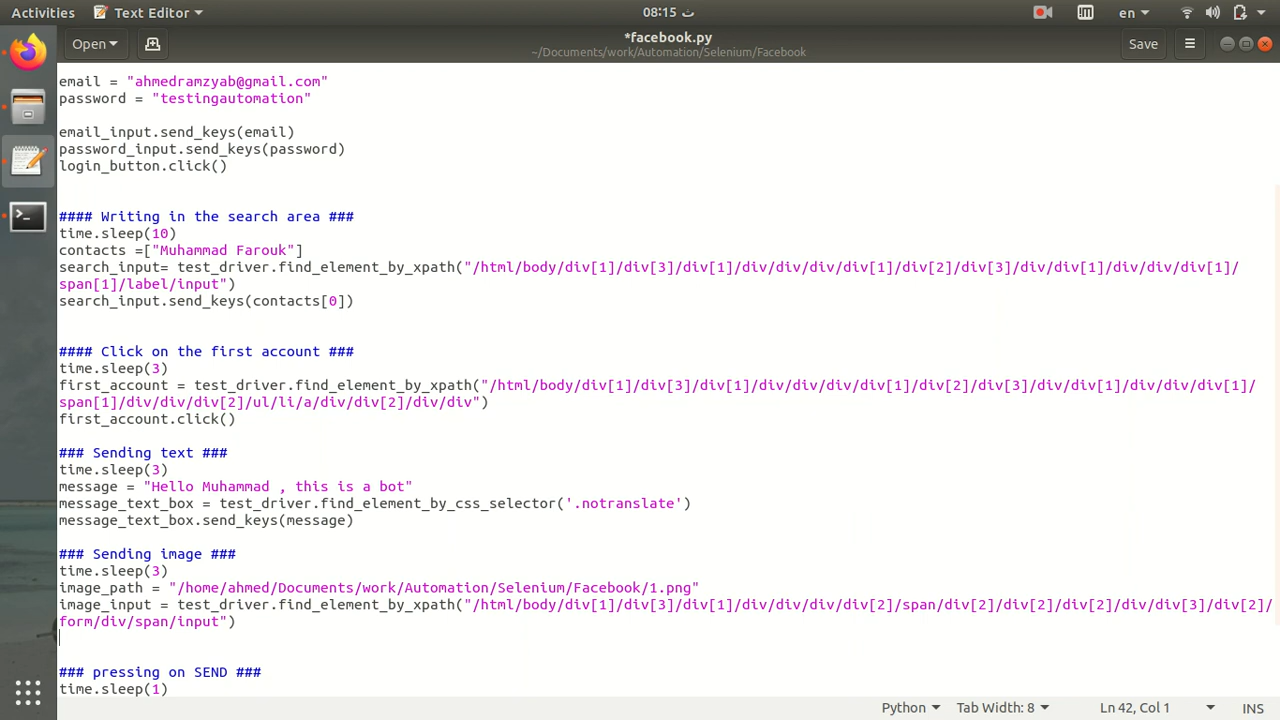 Activities
Text Editor
ث 08:15
en
Open
*facebook.py
~/Documents/work/Automation/Selenium/Facebook
Save
email = "ahmedramzyab@gmail.com"
password = "testingautomation"
email_input.send_keys(email)
password_input.send_keys(password)
login_button.click()
#### Writing in the search area ###
time.sleep(10)
contacts =["Muhammad Farouk"]
search_input= test_driver.find_element_by_xpath("/html/body/div[1]/div[3]/div[1]/div/div/div/div[1]/div[2]/div[3]/div/div[1]/div/div/div[1]/
span[1]/label/input")
search_input.send_keys(contacts[0])
#### Click on the first account ###
time.sleep(3)
first_account = test_driver.find_element_by_xpath("/html/body/div[1]/div[3]/div[1]/div/div/div/div[1]/div[2]/div[3]/div/div[1]/div/div/div[1]/
span[1]/div/div/div[2]/ul/li/a/div/div[2]/div/div")
first_account.click()
### Sending text ###
time.sleep(3)
message = "Hello Muhammad , this is a bot"
message_text_box = test_driver.find_element_by_css_selector('.notranslate')
message_text_box.send_keys(message)
### Sending image ###
time.sleep(3)
image_path = "/home/ahmed/Documents/work/Automation/Selenium/Facebook/1.png"
image_input = test_driver.find_element_by_xpath("/html/body/div[1]/div[3]/div[1]/div/div/div/div[2]/span/div[2]/div[2]/div[2]/div/div[3]/div[2]/
form/div/span/input")
### pressing on SEND ###
time.sleep(1)
Python
Tab Width: 8
Ln 42, Col 1
INS